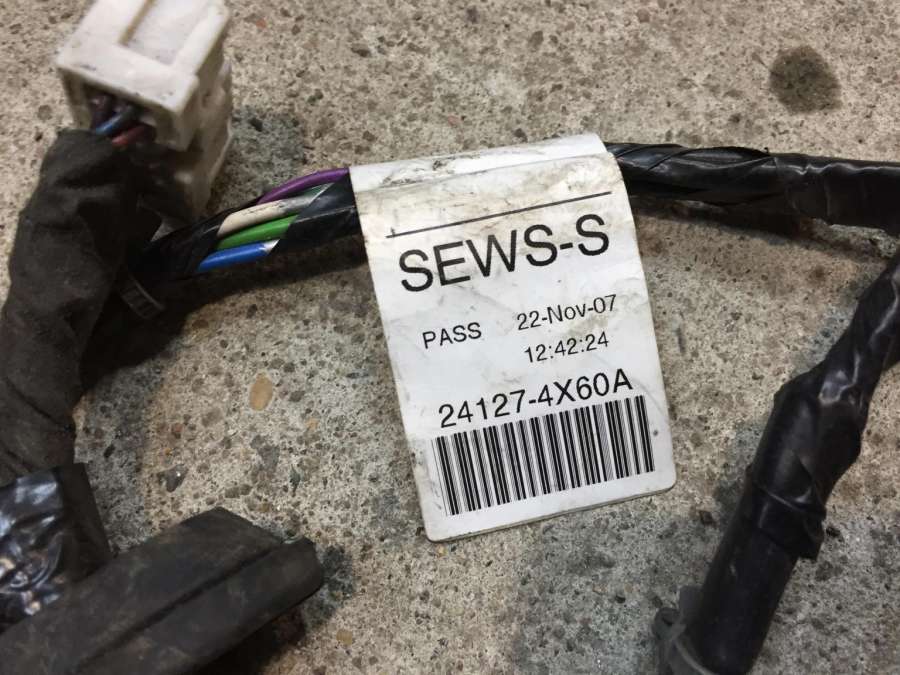 SEWS-S
PASS 22-Nov-07
12:42:24
24127-4X60A